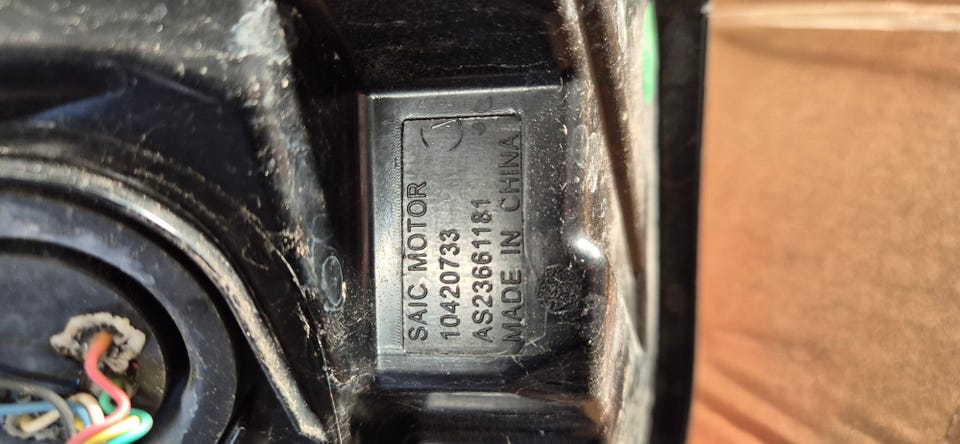 SAIC MOTOR
10420733
AS23661181
MADE IN CHINA